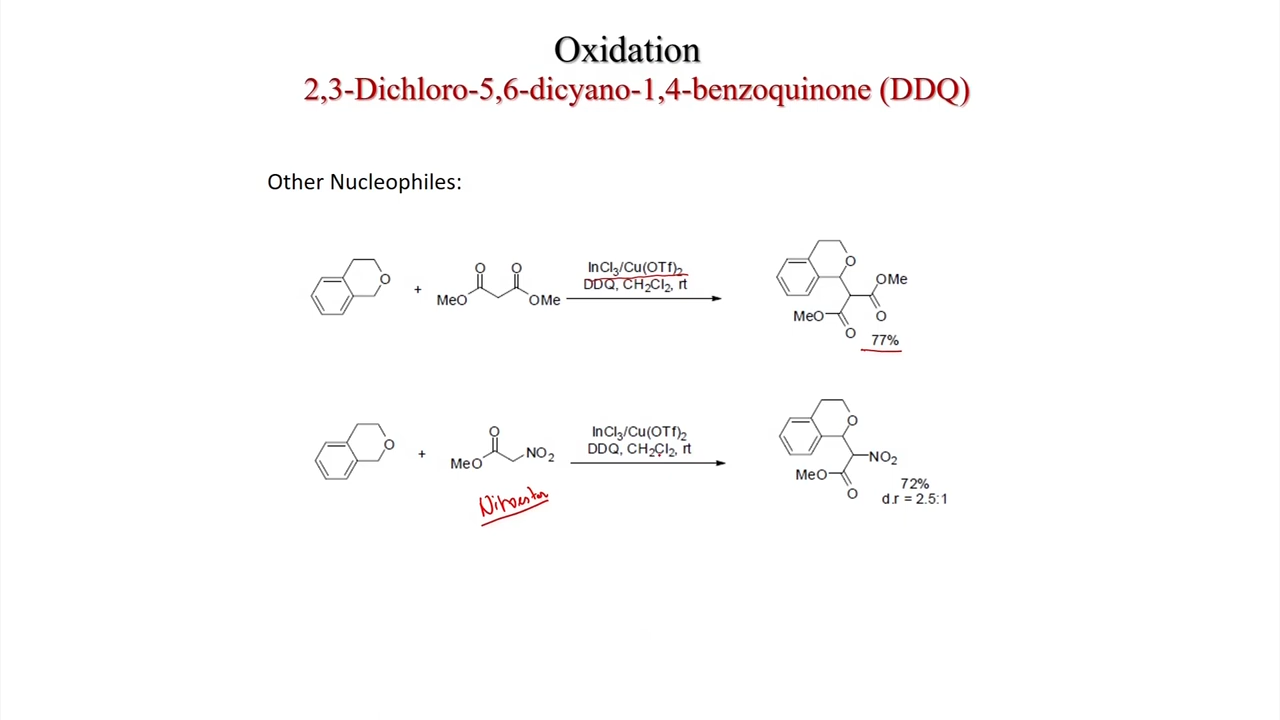 Oxidation
2,3-Dichloro-5,6-dicyano-1,4-benzoquinone (DDQ)
Other Nucleophiles:
O
+
O O
MeO OMe
InCl3/Cu(OTf)2
DDQ, CH2Cl2, rt
O
OMe
MeO O
O
77%
O
+
O
MeO NO2
InCl3/Cu(OTf)2
DDQ, CH2Cl2, rt
O
NO2
MeO
O
72%
d.r = 2.5:1
Nitroester